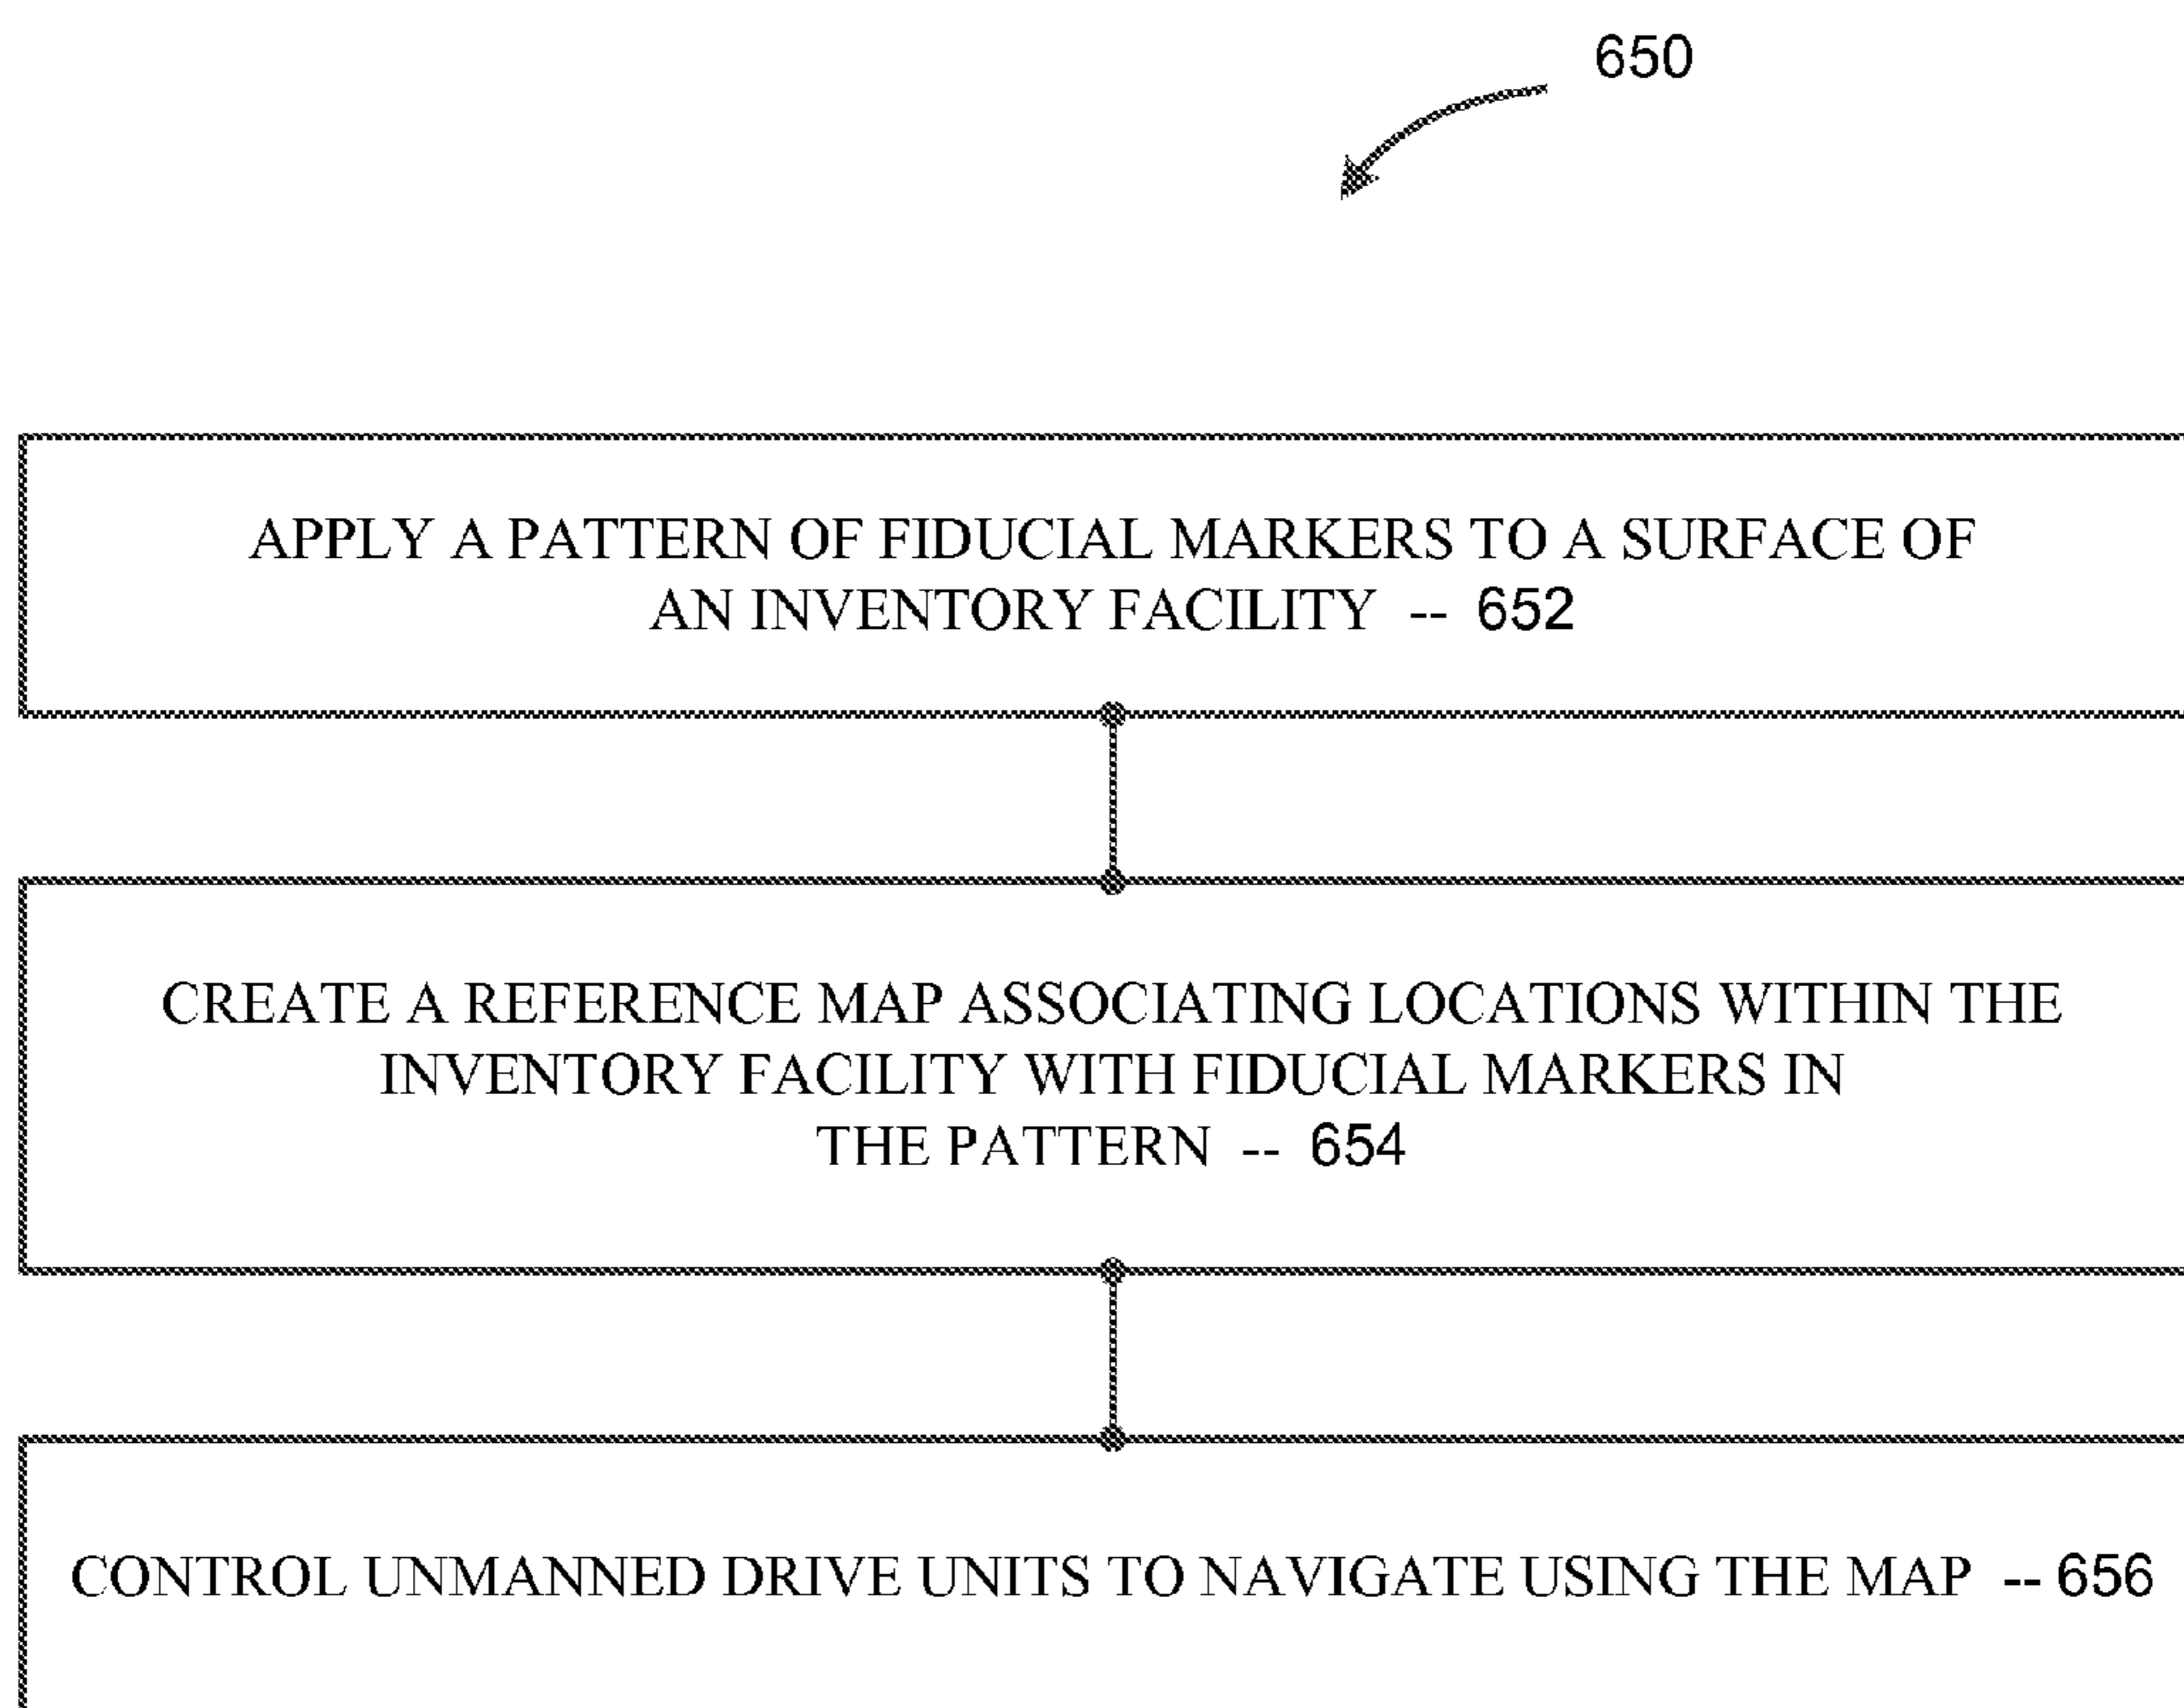 650
APPLY A PATTERN OF FIDUCIAL MARKERS TO A SURFACE OF
AN INVENTORY FACILITY -- 652
CREATE A REFERENCE MAP ASSOCIATING LOCATIONS WITHIN THE
INVENTORY FACILITY WITH FIDUCIAL MARKERS IN
THE PATTERN -- 654
CONTROL UNMANNED DRIVE UNITS TO NAVIGATE USING THE MAP -- 656